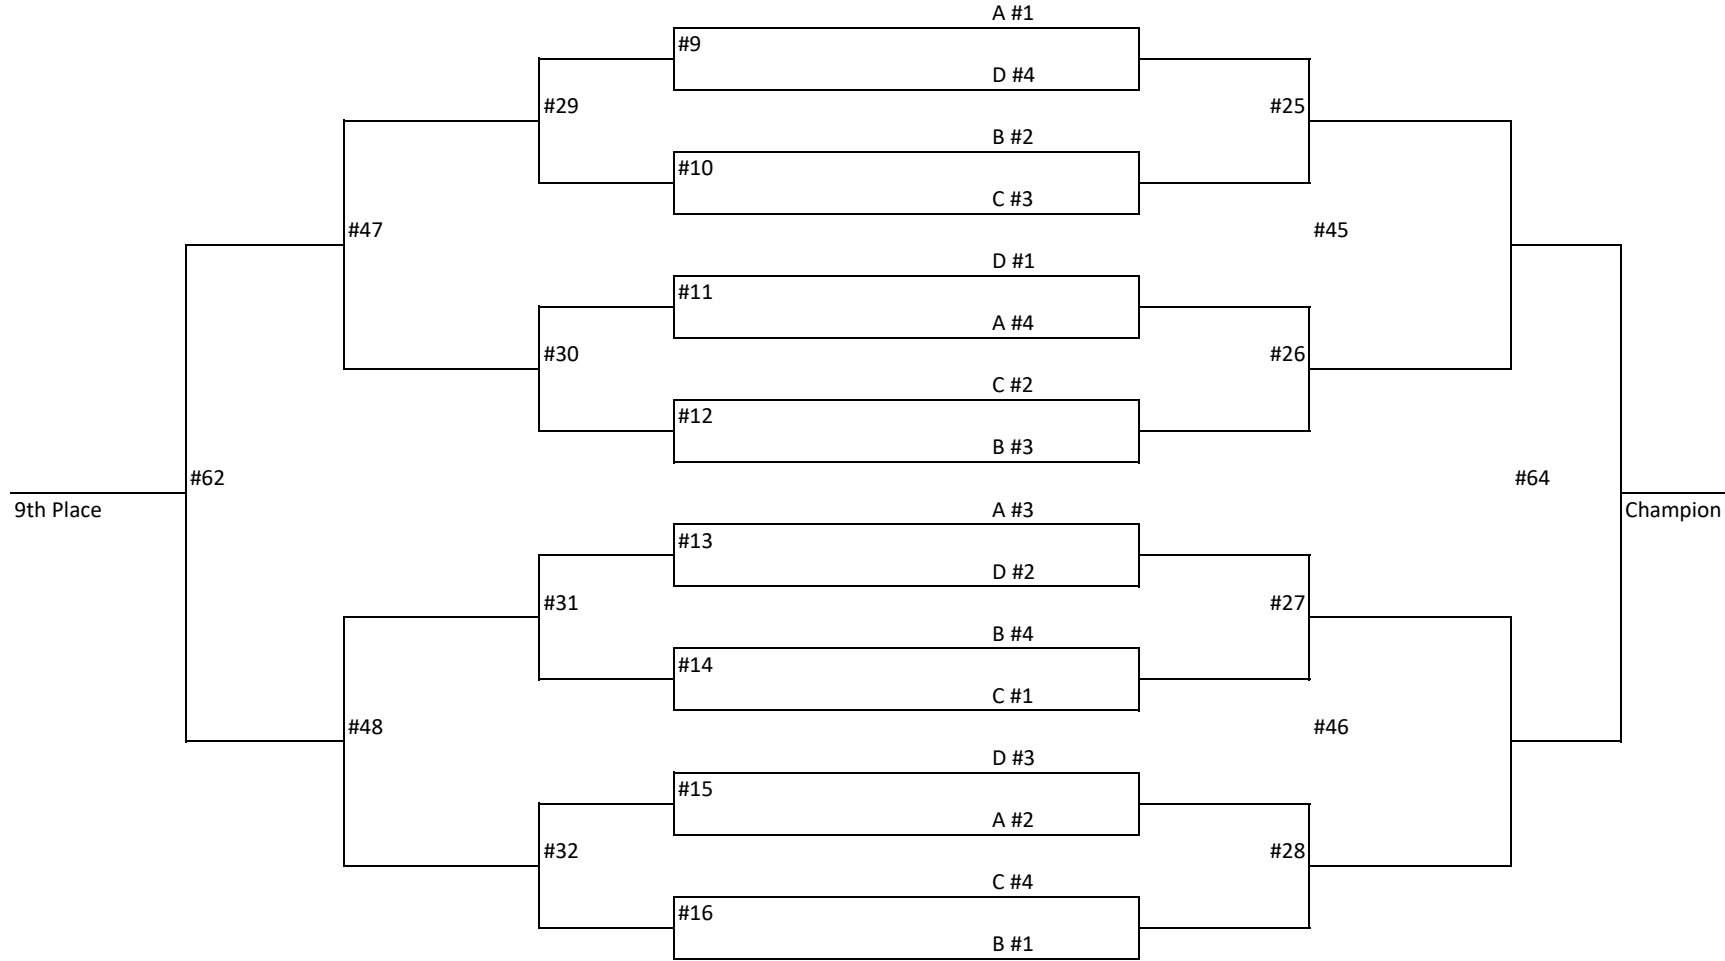 A #1
#9
D #4
#29 #25
B #2
#10
C #3
#47 #45
D #1
#11
A #4
#30 #26
C #2
#12
B #3
#62 #64
9th Place A #3 Champion
#13
D #2
#31 #27
B #4
#14
C #1
#48 #46
D #3
#15
A #2
#32 #28
C #4
#16
B #1